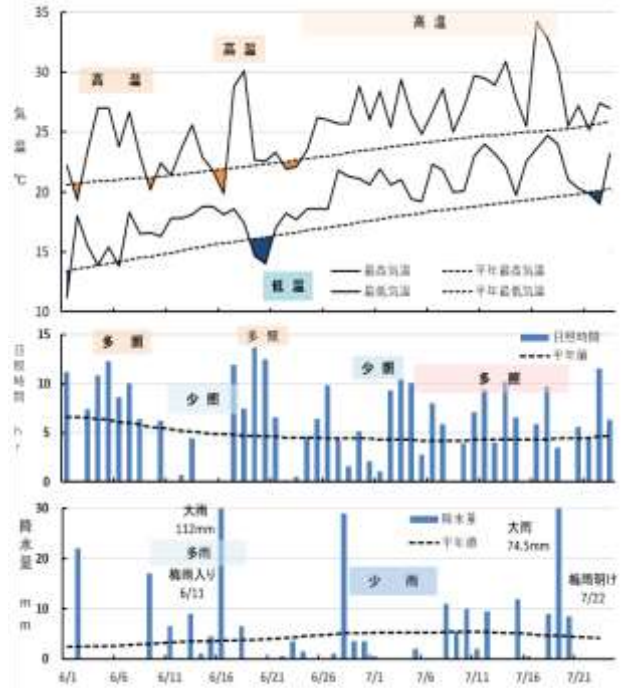 35
30
25
20
15
10
気温 ℃
高 温
高 温
高 温
低 温
最高気温
平年最高気温
最低気温
平年最低気温
15
10
5
0
日照時間 hr
多 照
多 照
少 照
少 照
多 照
日照時間
平年値
30
20
10
0
降水量 mm
大雨
112mm
多雨
梅雨入り
6/11
少 雨
降水量
平年値
大雨
74.5mm
梅雨明け
7/22
6/1 6/6 6/11 6/16 6/21 6/26 7/1 7/6 7/11 7/16 7/21